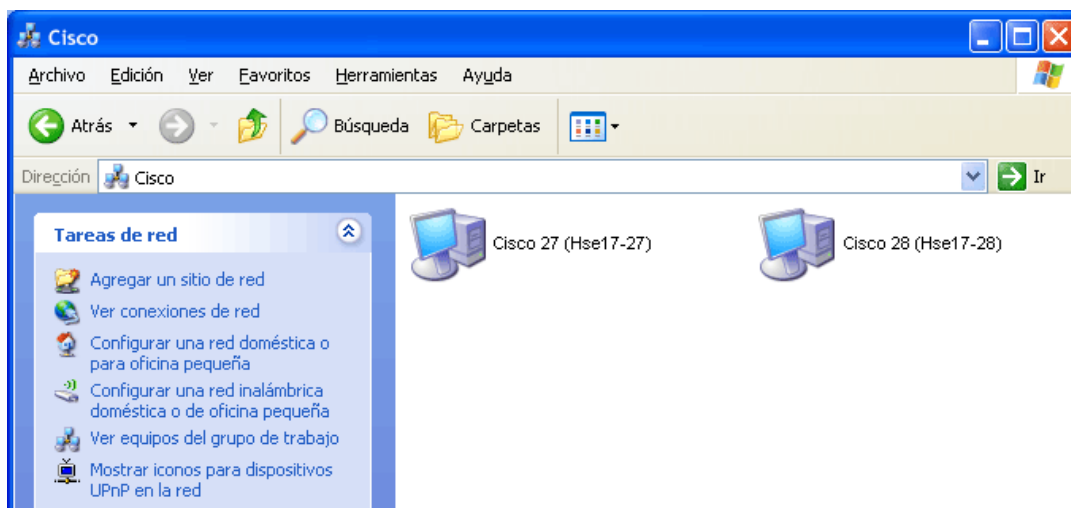 Cisco
Archivo Edición Ver Favoritos Herramientas Ayuda
Atrás Búsqueda Carpetas
Dirección Cisco Ir
Tareas de red
Agregar un sitio de red
Ver conexiones de red
Configurar una red doméstica o
para oficina pequeña
Configurar una red inalámbrica
doméstica o de oficina pequeña
Ver equipos del grupo de trabajo
Mostrar iconos para dispositivos
UPnP en la red
Cisco 27 (Hse17-27)
Cisco 28 (Hse17-28)